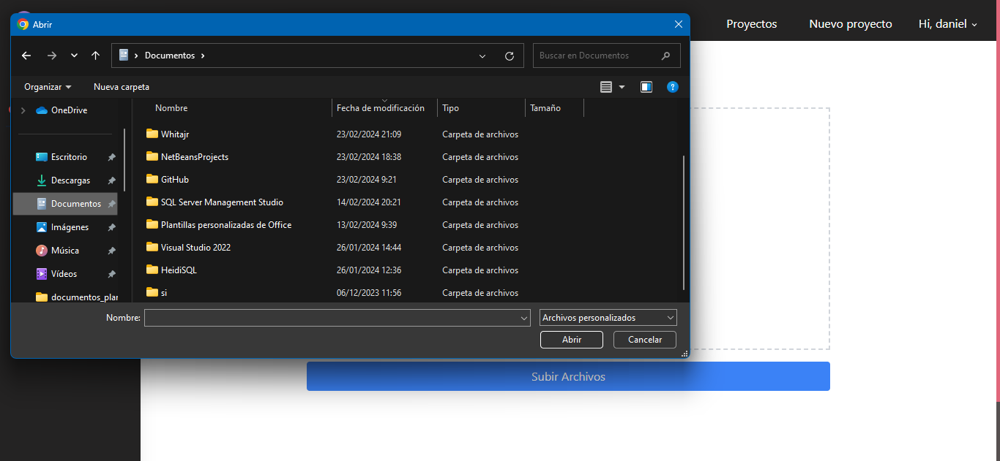 Abrir
Proyectos Nuevo proyecto Hi, daniel
Documentos
Buscar en Documentos
Organizar Nueva carpeta
OneDrive
Escritorio
Descargas
Documentos
Imágenes
Música
Vídeos
documentos_plar
Nombre Fecha de modificación Tipo Tamaño
Whitajr 23/02/2024 21:09 Carpeta de archivos
NetBeansProjects 23/02/2024 18:38 Carpeta de archivos
GitHub 23/02/2024 9:21 Carpeta de archivos
SQL Server Management Studio 14/02/2024 20:21 Carpeta de archivos
Plantillas personalizadas de Office 13/02/2024 9:39 Carpeta de archivos
Visual Studio 2022 26/01/2024 14:44 Carpeta de archivos
HeidiSQL 26/01/2024 12:36 Carpeta de archivos
si 06/12/2023 11:56 Carpeta de archivos
Nombre: Archivos personalizados
Abrir Cancelar
Subir Archivos